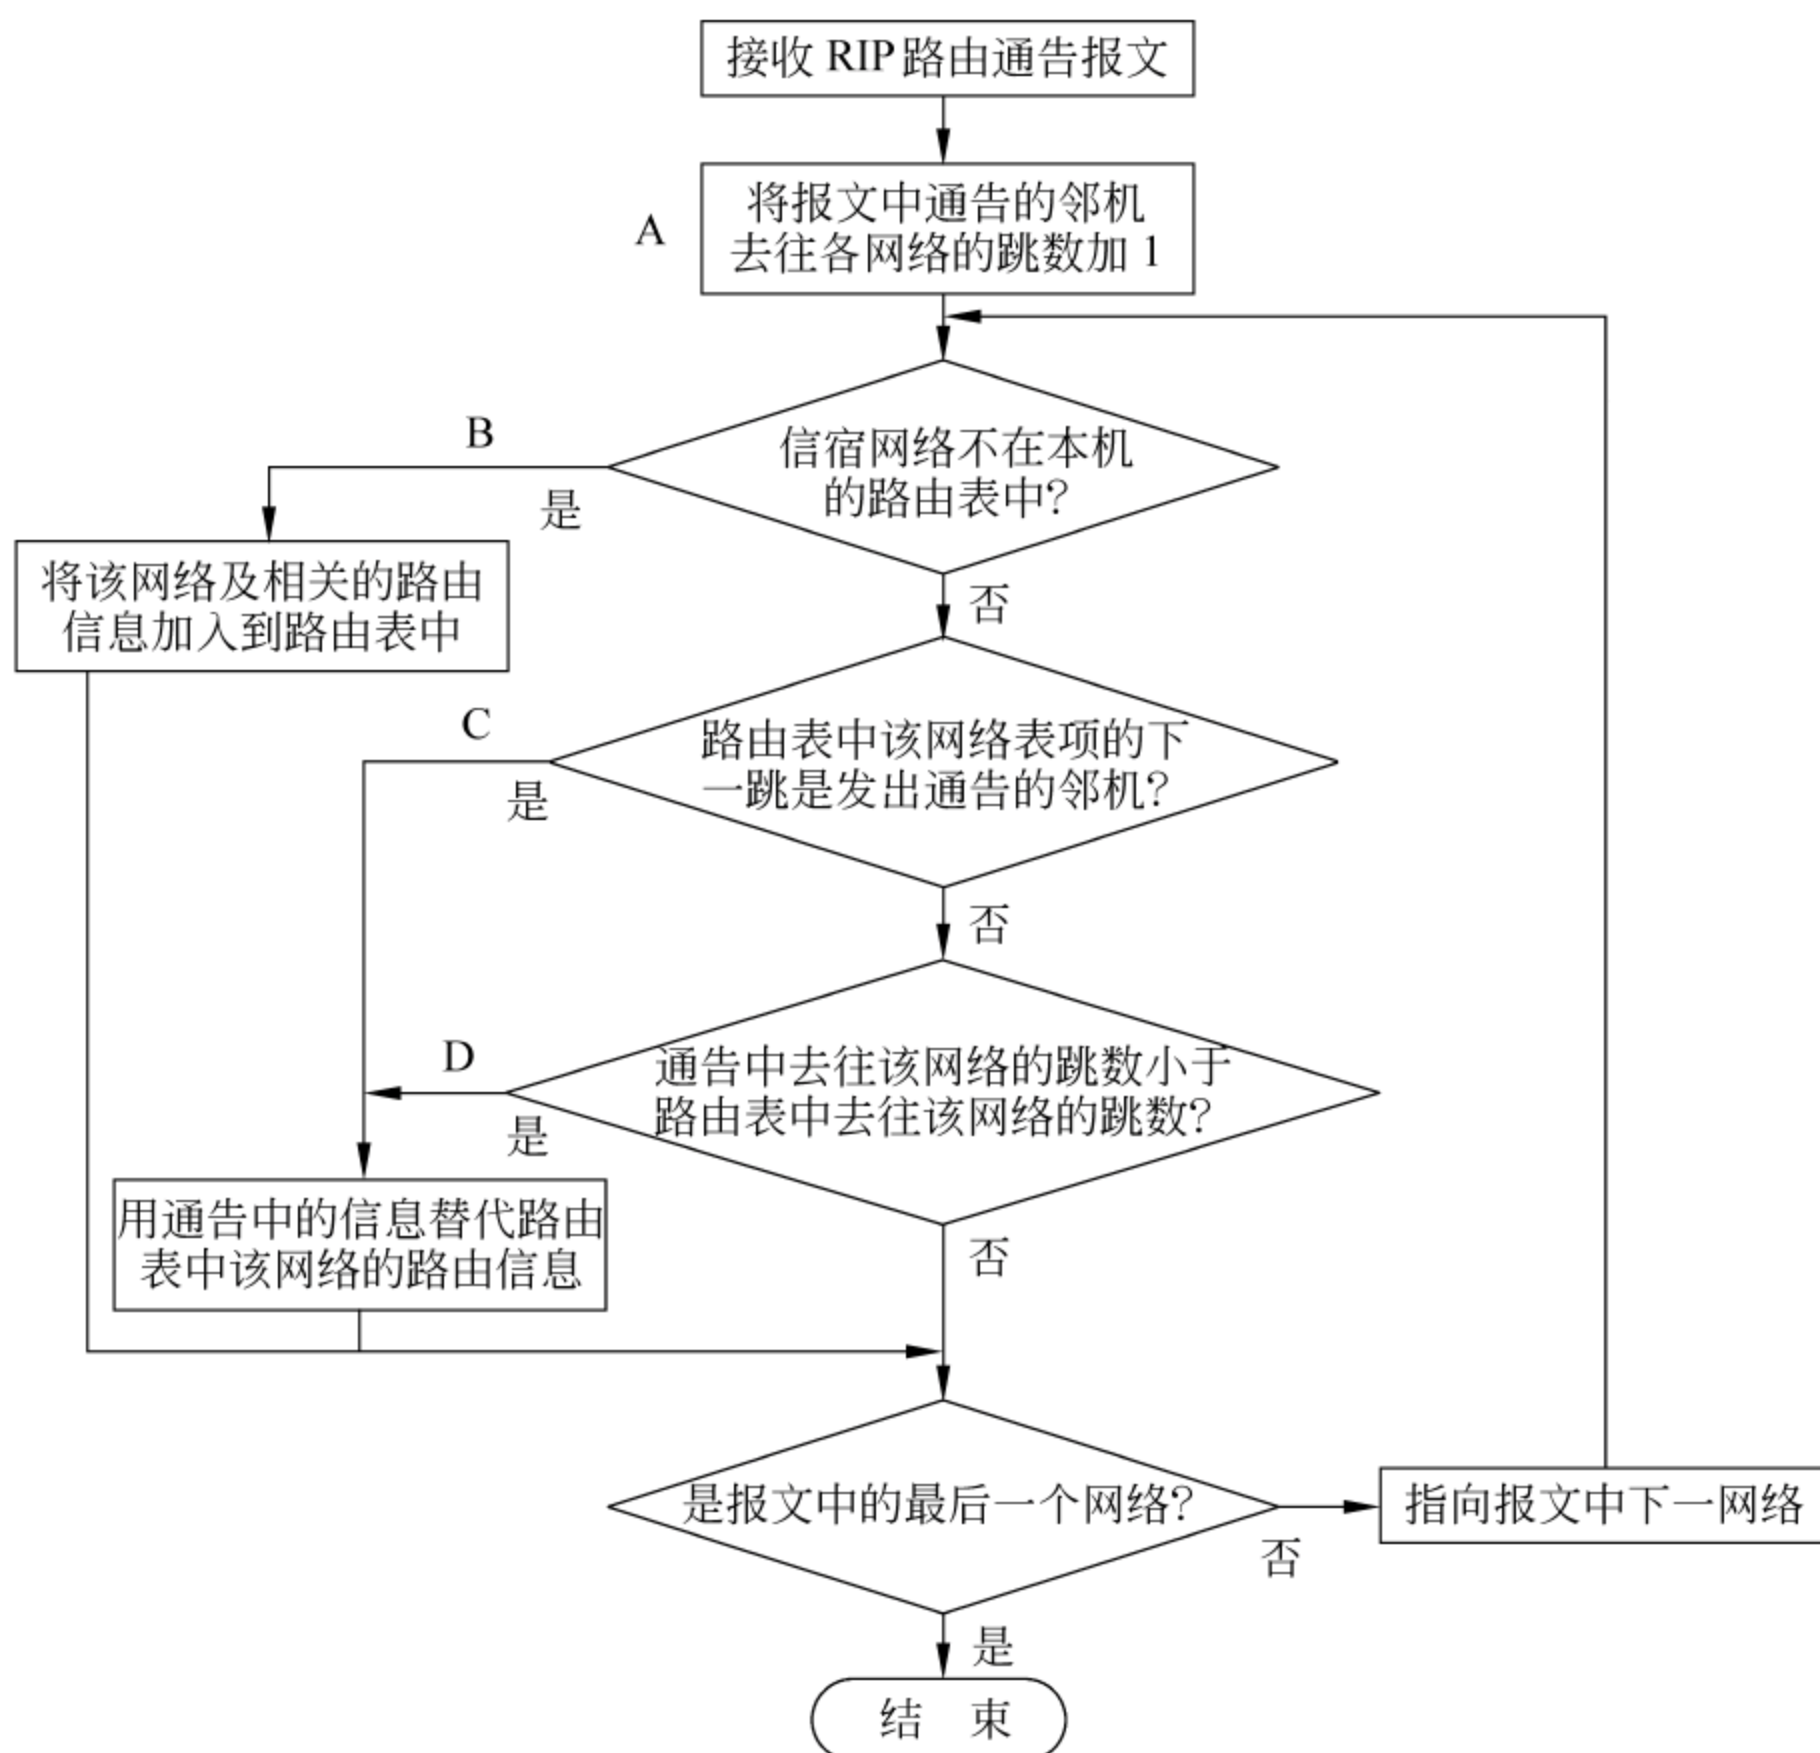 接收 RIP 路由通告报文
A
将报文中通告的邻机
去往各网络的跳数加 1
B
信宿网络不在本机
的路由表中?
是
将该网络及相关的路由
信息加入到路由表中
否
C
路由表中该网络表项的下
一跳是发出通告的邻机?
是
否
D
通告中去往该网络的跳数小于
路由表中去往该网络的跳数?
是
用通告中的信息替代路由
表中该网络的路由信息
否
是报文中的最后一个网络?
否
指向报文中下一网络
是
结 束